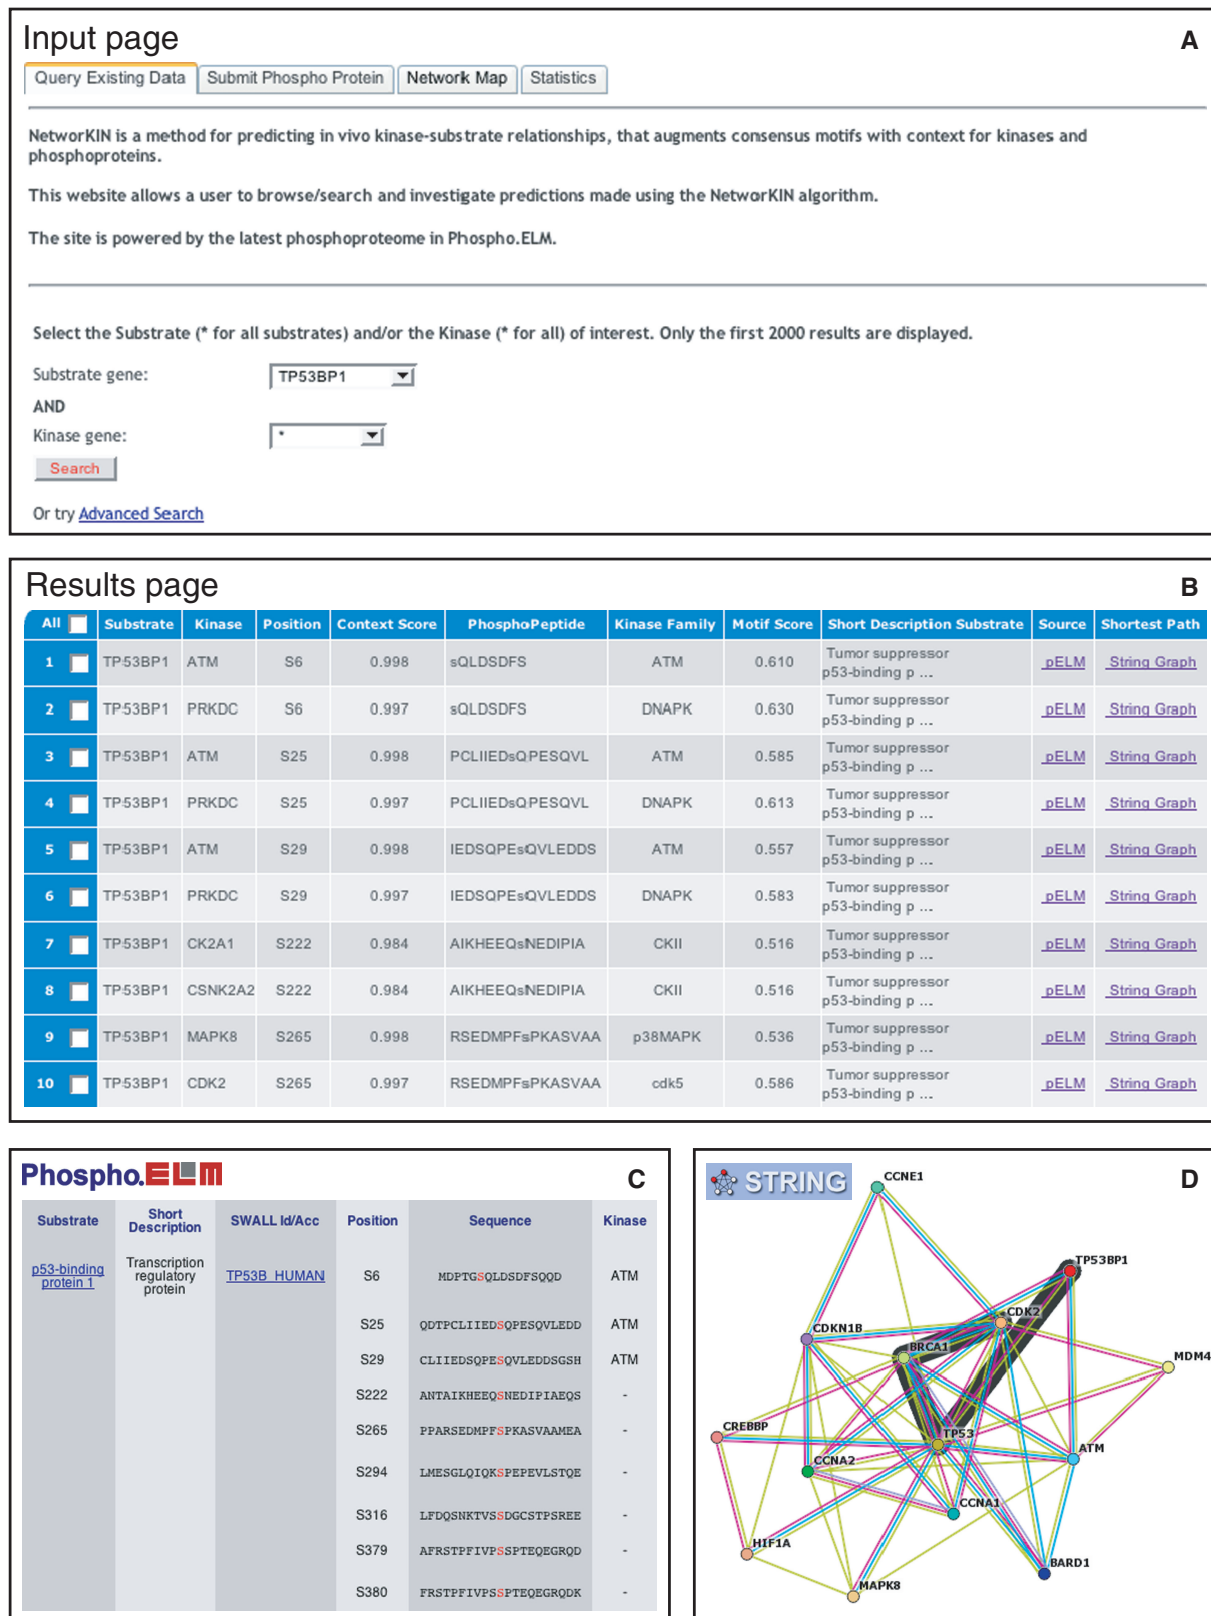 Input page
A
Query Existing Data Submit Phospho Protein Network Map Statistics
NetworKIN is a method for predicting in vivo kinase-substrate relationships, that augments consensus motifs with context for kinases and
phosphoproteins.
This website allows a user to browse/search and investigate predictions made using the NetworKIN algorithm.
The site is powered by the latest phosphoproteome in Phospho.ELM.
Select the Substrate (* for all substrates) and/or the Kinase (* for all) of interest. Only the first 2000 results are displayed.
Substrate gene: TP53BP1
AND
Kinase gene: *
Search
Or try Advanced Search
Results page
B
All Substrate Kinase Position Context Score PhosphoPeptide Kinase Family Motif Score Short Description Substrate Source Shortest Path
1 TP53BP1 ATM S6 0.998 sQLDSDFS ATM 0.610 Tumor suppressor p53-binding p ... pELM String Graph
2 TP53BP1 PRKDC S6 0.997 sQLDSDFS DNAPK 0.630 Tumor suppressor p53-binding p ... pELM String Graph
3 TP53BP1 ATM S25 0.998 PCLIIEDsQPESQVL ATM 0.585 Tumor suppressor p53-binding p ... pELM String Graph
4 TP53BP1 PRKDC S25 0.997 PCLIIEDsQPESQVL DNAPK 0.613 Tumor suppressor p53-binding p ... pELM String Graph
5 TP53BP1 ATM S29 0.998 IEDSQPEsQVLEDDS ATM 0.557 Tumor suppressor p53-binding p ... pELM String Graph
6 TP53BP1 PRKDC S29 0.997 IEDSQPEsQVLEDDS DNAPK 0.583 Tumor suppressor p53-binding p ... pELM String Graph
7 TP53BP1 CK2A1 S222 0.984 AIKHEEQsNEDIPIA CKII 0.516 Tumor suppressor p53-binding p ... pELM String Graph
8 TP53BP1 CSNK2A2 S222 0.984 AIKHEEQsNEDIPIA CKII 0.516 Tumor suppressor p53-binding p ... pELM String Graph
9 TP53BP1 MAPK8 S265 0.998 RSEDMPFsPKASVAA p38MAPK 0.536 Tumor suppressor p53-binding p ... pELM String Graph
10 TP53BP1 CDK2 S265 0.997 RSEDMPFsPKASVAA cdk5 0.586 Tumor suppressor p53-binding p ... pELM String Graph
Phospho.ELM
C
Substrate Short Description SWALL Id/Acc Position Sequence Kinase
p53-binding protein 1 Transcription regulatory protein TP53B_HUMAN S6 MDPTGSQLDSDFSQQD ATM
S25 QDTPCLIIEDSQPESQVLEDD ATM
S29 CLIIEDSQPESQVLEDDSGSH ATM
S222 ANTAIKHEEQSNEDIPIAEQS -
S265 PPARSEDMPFSPKASVAAMEA -
S294 LMESGLQIQKSPEPEVLSTQE -
S316 LFDQSNKTVSSDGCSTPSREE -
S379 AFRSTPFIVPSSPTEQEGRQD -
S380 FRSTPFIVPSSPTEQEGRQDK -
STRING
D
CCNE1
TP53BP1
CDK2
CDKN1B
BRCA1
MDM4
CREBBP
TP53
ATM
CCNA2
CCNA1
HIF1A
BARD1
MAPK8